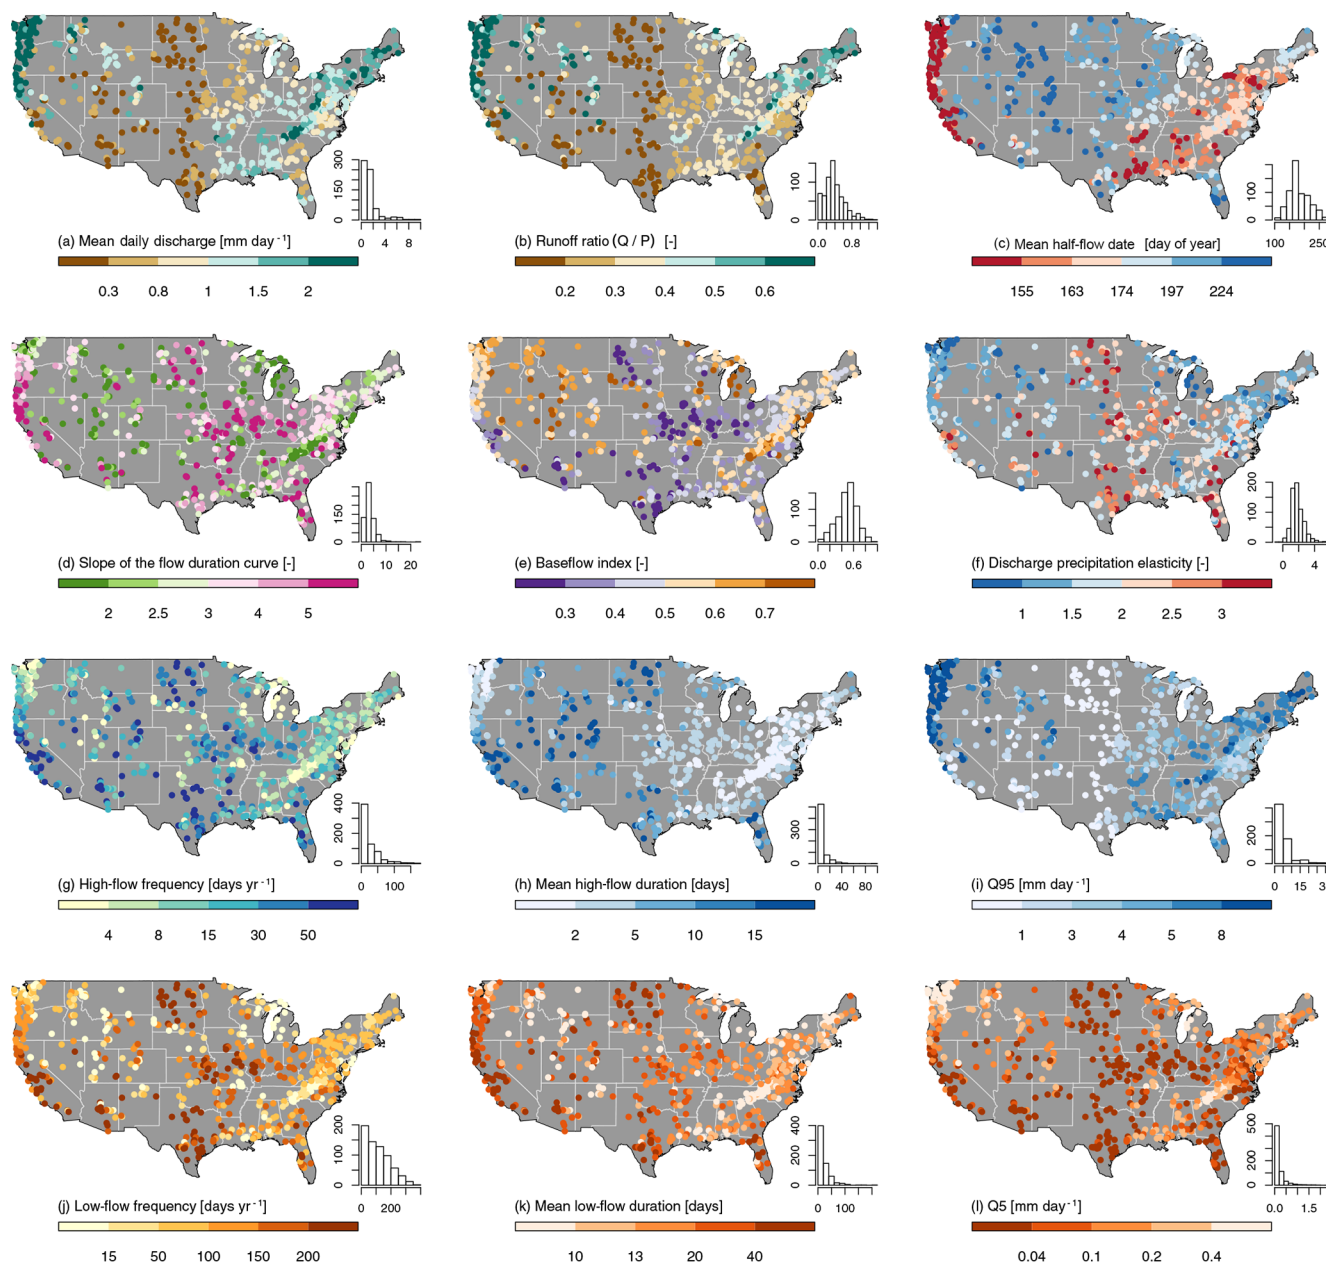 300
150
0
0 4 8
(a) Mean daily discharge [mm day⁻¹]
0.3 0.8 1 1.5 2
100
0
0.0 0.8
(b) Runoff ratio (Q / P) [-]
0.2 0.3 0.4 0.5 0.6
100
0
100 250
(c) Mean half-flow date [day of year]
155 163 174 197 224
150
0
0 10 20
(d) Slope of the flow duration curve [-]
2 2.5 3 4 5
100
0
0.0 0.6
(e) Baseflow index [-]
0.3 0.4 0.5 0.6 0.7
200
100
0
0 4
(f) Discharge precipitation elasticity [-]
1 1.5 2 2.5 3
400
200
0
0 100
(g) High-flow frequency [days yr⁻¹]
4 8 15 30 50
300
0
0 40 80
(h) Mean high-flow duration [days]
2 5 10 15
200
0
0 15
(i) Q95 [mm day⁻¹]
1 3 4 5 8
200
100
0
0 200
(j) Low-flow frequency [days yr⁻¹]
15 50 100 150 200
400
200
0
0 100
(k) Mean low-flow duration [days]
10 13 20 40
500
200
0
0.0 1.5
(l) Q5 [mm day⁻¹]
0.04 0.1 0.2 0.4